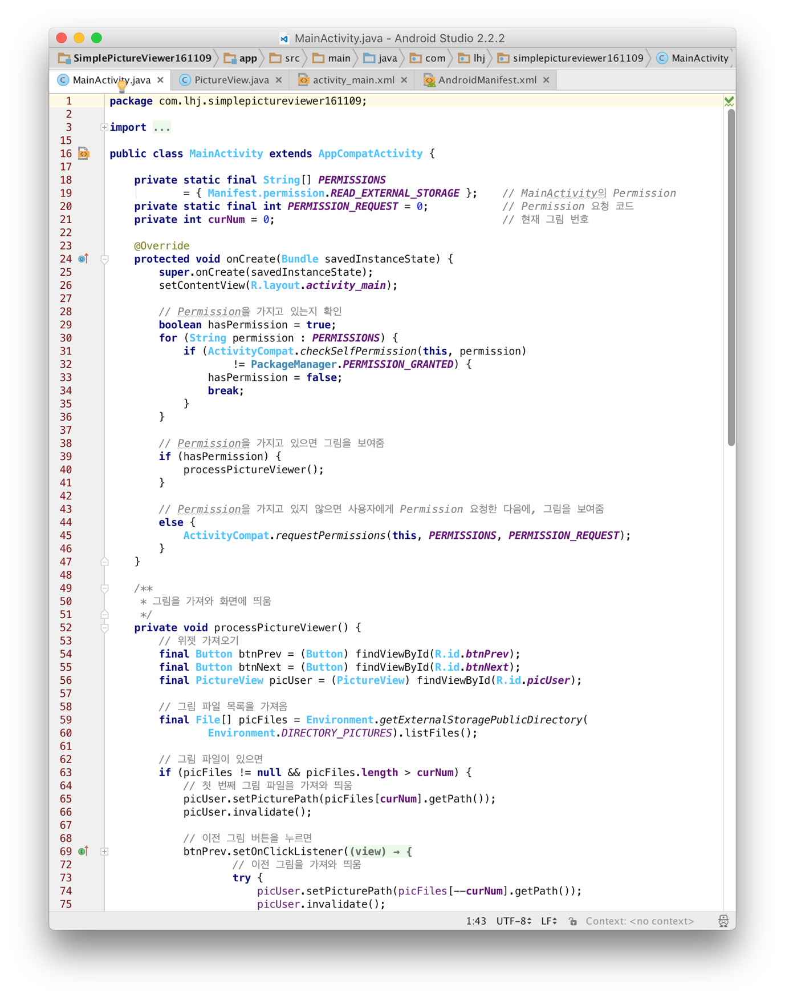 MainActivity.java - Android Studio 2.2.2
SimplePictureViewer161109 app src main java com lhj simplepictureviewer161109 MainActivity
MainActivity.java PictureView.java activity_main.xml AndroidManifest.xml
1 package com.lhj.simplepictureviewer161109;
2
3 import ...
15
16 public class MainActivity extends AppCompatActivity {
17
18     private static final String[] PERMISSIONS
19             = { Manifest.permission.READ_EXTERNAL_STORAGE };    // MainActivity의 Permission
20     private static final int PERMISSION_REQUEST = 0;            // Permission 요청 코드
21     private int curNum = 0;                                     // 현재 그림 번호
22
23     @Override
24     protected void onCreate(Bundle savedInstanceState) {
25         super.onCreate(savedInstanceState);
26         setContentView(R.layout.activity_main);
27
28         // Permission을 가지고 있는지 확인
29         boolean hasPermission = true;
30         for (String permission : PERMISSIONS) {
31             if (ActivityCompat.checkSelfPermission(this, permission)
32                     != PackageManager.PERMISSION_GRANTED) {
33                 hasPermission = false;
34                 break;
35             }
36         }
37
38         // Permission을 가지고 있으면 그림을 보여줌
39         if (hasPermission) {
40             processPictureViewer();
41         }
42
43         // Permission을 가지고 있지 않으면 사용자에게 Permission 요청한 다음에, 그림을 보여줌
44         else {
45             ActivityCompat.requestPermissions(this, PERMISSIONS, PERMISSION_REQUEST);
46         }
47     }
48
49     /**
50      * 그림을 가져와 화면에 띄움
51      */
52     private void processPictureViewer() {
53         // 위젯 가져오기
54         final Button btnPrev = (Button) findViewById(R.id.btnPrev);
55         final Button btnNext = (Button) findViewById(R.id.btnNext);
56         final PictureView picUser = (PictureView) findViewById(R.id.picUser);
57
58         // 그림 파일 목록을 가져옴
59         final File[] picFiles = Environment.getExternalStoragePublicDirectory(
60                 Environment.DIRECTORY_PICTURES).listFiles();
61
62         // 그림 파일이 있으면
63         if (picFiles != null && picFiles.length > curNum) {
64             // 첫 번째 그림 파일을 가져와 띄움
65             picUser.setPicturePath(picFiles[curNum].getPath());
66             picUser.invalidate();
67
68             // 이전 그림 버튼을 누르면
69             btnPrev.setOnClickListener((view) → {
72                     // 이전 그림을 가져와 띄움
73                     try {
74                         picUser.setPicturePath(picFiles[--curNum].getPath());
75                         picUser.invalidate();
1:43 UTF-8 LF Context: <no context>